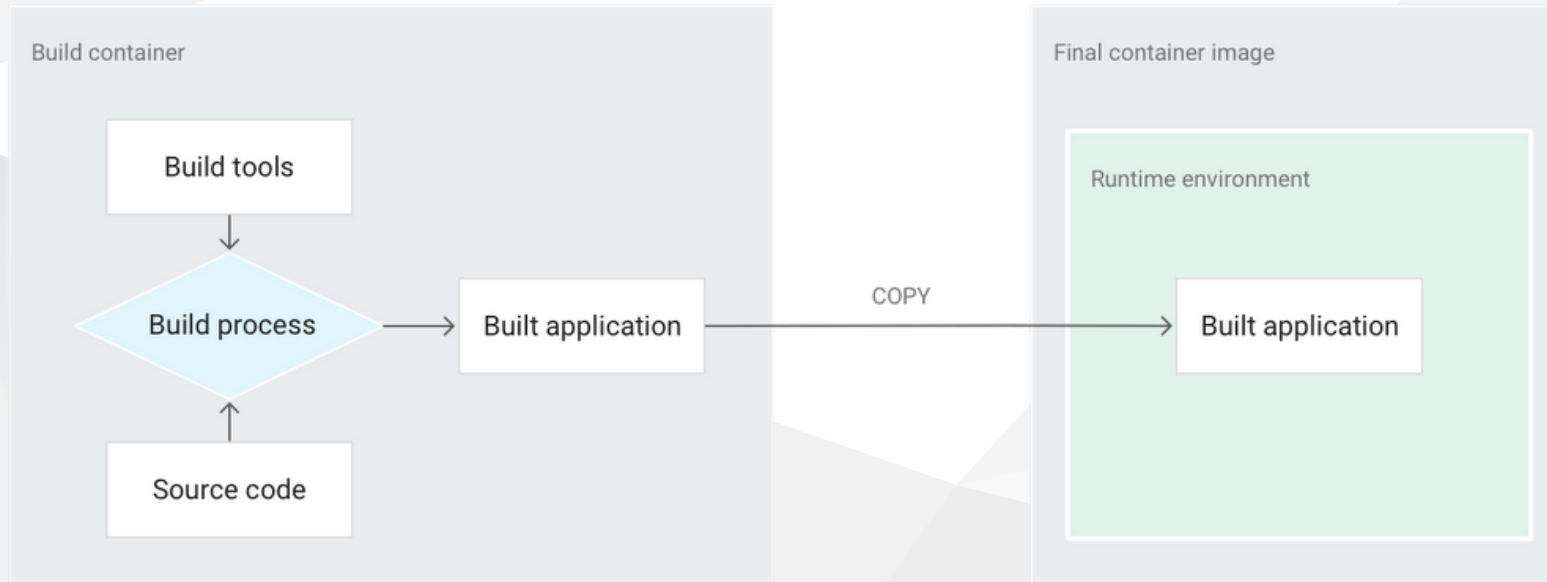 Build container
Build tools
Build process
Source code
Built application
COPY
Final container image
Runtime environment
Built application